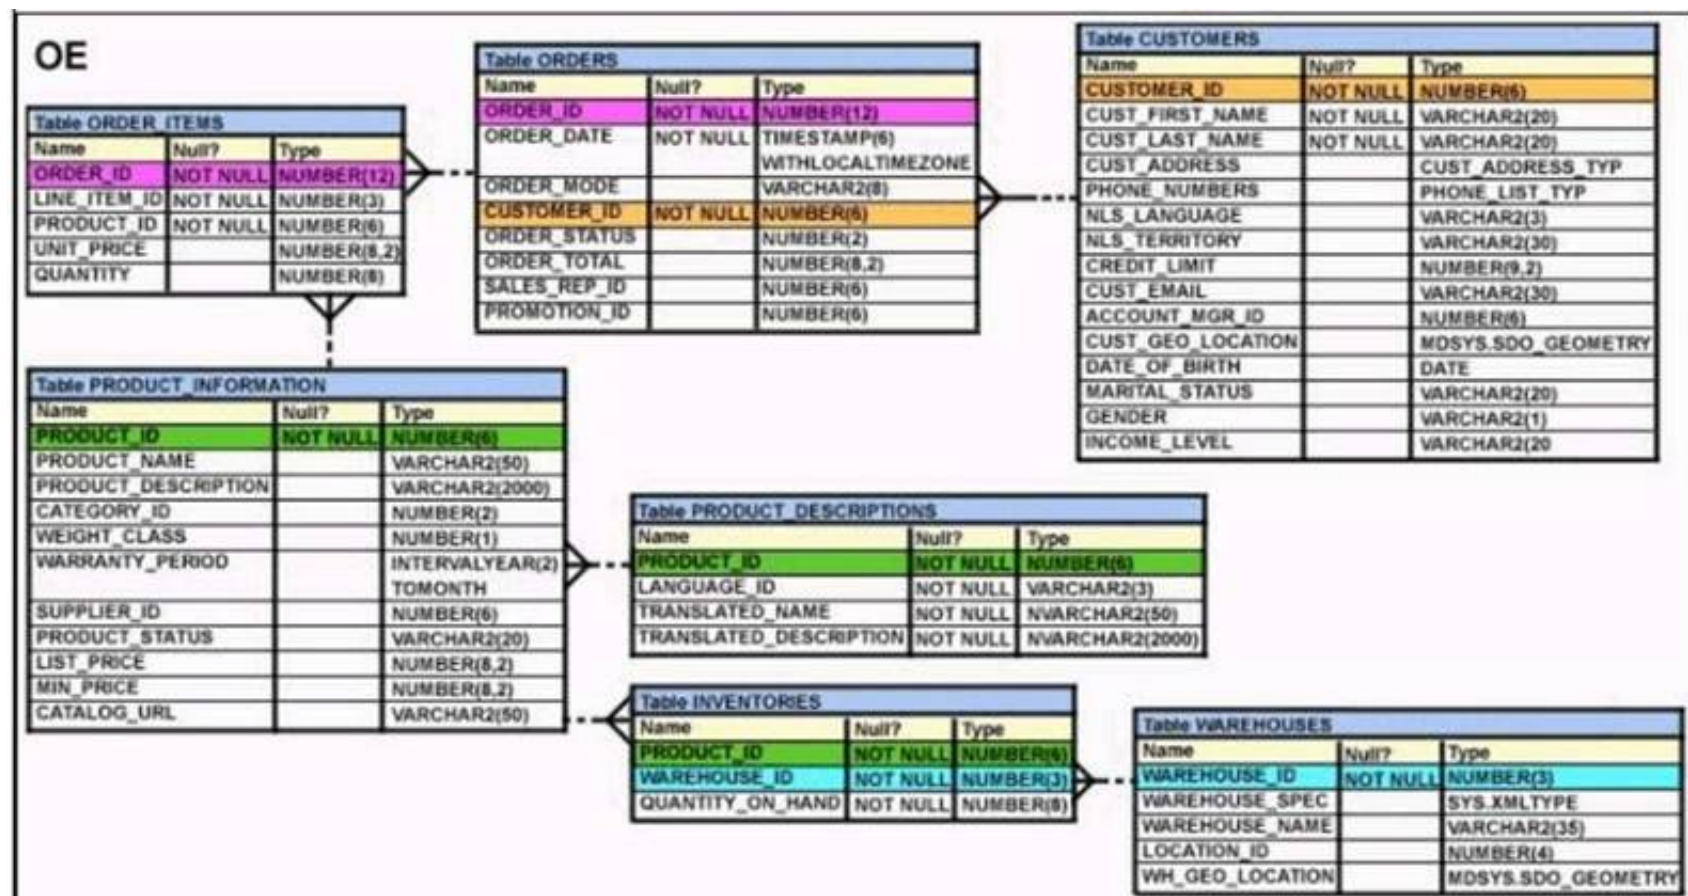 OE
Table ORDER_ITEMS
Name Null? Type
ORDER_ID NOT NULL NUMBER(12)
LINE_ITEM_ID NOT NULL NUMBER(3)
PRODUCT_ID NOT NULL NUMBER(6)
UNIT_PRICE NUMBER(8,2)
QUANTITY NUMBER(8)
Table ORDERS
Name Null? Type
ORDER_ID NOT NULL NUMBER(12)
ORDER_DATE NOT NULL TIMESTAMP(6)
WITHLOCALTIMEZONE
ORDER_MODE VARCHAR2(8)
CUSTOMER_ID NOT NULL NUMBER(6)
ORDER_STATUS NUMBER(2)
ORDER_TOTAL NUMBER(8,2)
SALES_REP_ID NUMBER(6)
PROMOTION_ID NUMBER(6)
Table CUSTOMERS
Name Null? Type
CUSTOMER_ID NOT NULL NUMBER(6)
CUST_FIRST_NAME NOT NULL VARCHAR2(20)
CUST_LAST_NAME NOT NULL VARCHAR2(20)
CUST_ADDRESS CUST_ADDRESS_TYP
PHONE_NUMBERS PHONE_LIST_TYP
NLS_LANGUAGE VARCHAR2(3)
NLS_TERRITORY VARCHAR2(30)
CREDIT_LIMIT NUMBER(9,2)
CUST_EMAIL VARCHAR2(30)
ACCOUNT_MGR_ID NUMBER(6)
CUST_GEO_LOCATION MDSYS.SDO_GEOMETRY
DATE_OF_BIRTH DATE
MARITAL_STATUS VARCHAR2(20)
GENDER VARCHAR2(1)
INCOME_LEVEL VARCHAR2(20
Table PRODUCT_INFORMATION
Name Null? Type
PRODUCT_ID NOT NULL NUMBER(6)
PRODUCT_NAME VARCHAR2(50)
PRODUCT_DESCRIPTION VARCHAR2(2000)
CATEGORY_ID NUMBER(2)
WEIGHT_CLASS NUMBER(1)
WARRANTY_PERIOD INTERVALYEAR(2)
TOMONTH
SUPPLIER_ID NUMBER(6)
PRODUCT_STATUS VARCHAR2(20)
LIST_PRICE NUMBER(8,2)
MIN_PRICE NUMBER(8,2)
CATALOG_URL VARCHAR2(50)
Table PRODUCT_DESCRIPTIONS
Name Null? Type
PRODUCT_ID NOT NULL NUMBER(6)
LANGUAGE_ID NOT NULL VARCHAR2(3)
TRANSLATED_NAME NOT NULL NVARCHAR2(50)
TRANSLATED_DESCRIPTION NOT NULL NVARCHAR2(2000)
Table INVENTORIES
Name Null? Type
PRODUCT_ID NOT NULL NUMBER(6)
WAREHOUSE_ID NOT NULL NUMBER(3)
QUANTITY_ON_HAND NOT NULL NUMBER(8)
Table WAREHOUSES
Name Null? Type
WAREHOUSE_ID NOT NULL NUMBER(3)
WAREHOUSE_SPEC SYS.XMLTYPE
WAREHOUSE_NAME VARCHAR2(35)
LOCATION_ID NUMBER(4)
WH_GEO_LOCATION MDSYS.SDO_GEOMETRY